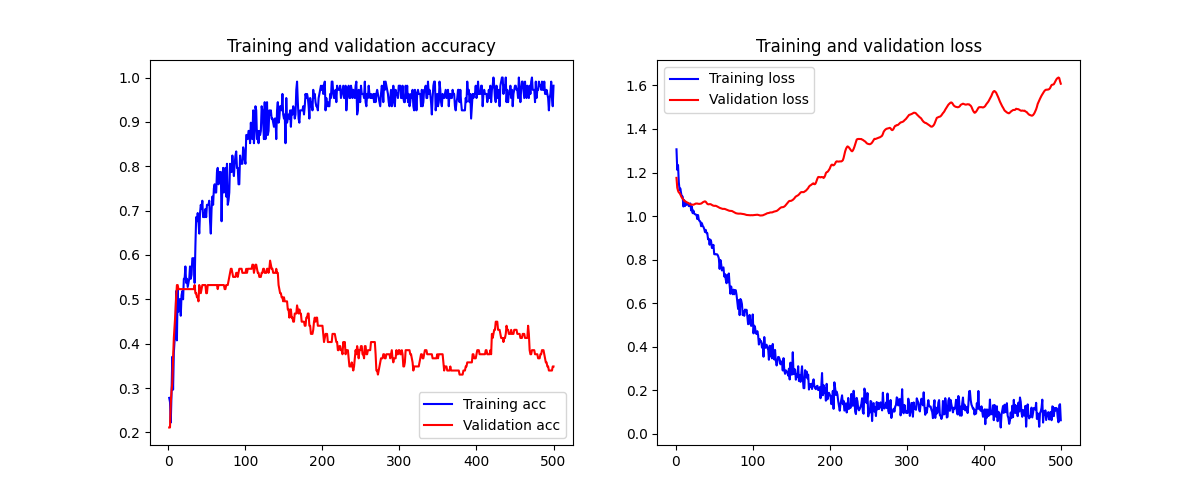 Training and validation accuracy
1.0
0.9
0.8
0.7
0.6
0.5
0.4
0.3
0.2
0 100 200 300 400 500
Training acc
Validation acc
Training and validation loss
1.6
1.4
1.2
1.0
0.8
0.6
0.4
0.2
0.0
0 100 200 300 400 500
Training loss
Validation loss